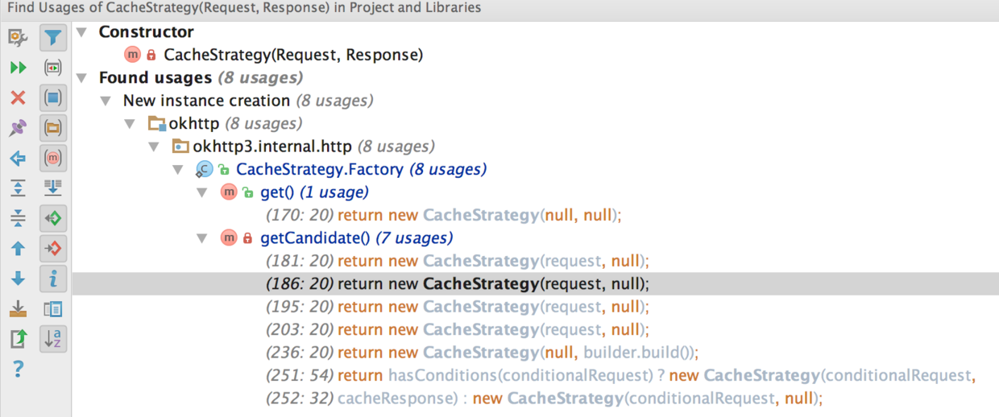 Find Usages of CacheStrategy(Request, Response) in Project and Libraries
Constructor
m CacheStrategy(Request, Response)
Found usages (8 usages)
New instance creation (8 usages)
okhttp (8 usages)
okhttp3.internal.http (8 usages)
C CacheStrategy.Factory (8 usages)
m get() (1 usage)
(170: 20) return new CacheStrategy(null, null);
m getCandidate() (7 usages)
(181: 20) return new CacheStrategy(request, null);
(186: 20) return new CacheStrategy(request, null);
(195: 20) return new CacheStrategy(request, null);
(203: 20) return new CacheStrategy(request, null);
(236: 20) return new CacheStrategy(null, builder.build());
(251: 54) return hasConditions(conditionalRequest) ? new CacheStrategy(conditionalRequest,
(252: 32) cacheResponse) : new CacheStrategy(conditionalRequest, null);